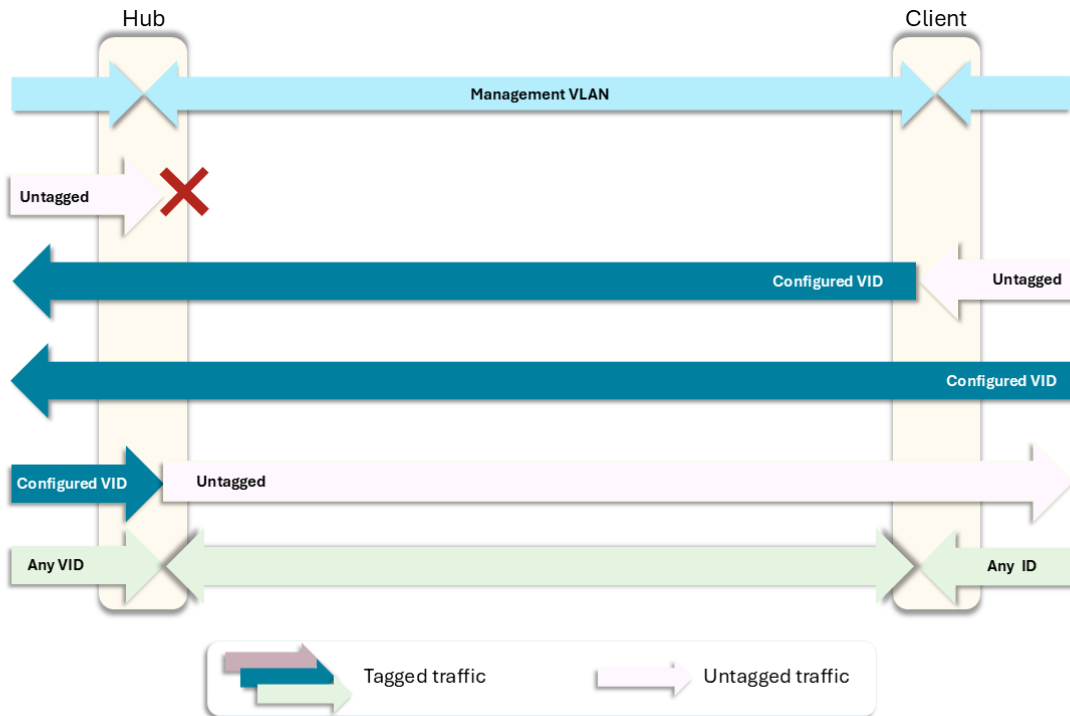 Hub
Client
Management VLAN
Untagged
Configured VID
Untagged
Configured VID
Configured VID
Untagged
Any VID
Any ID
Tagged traffic
Untagged traffic